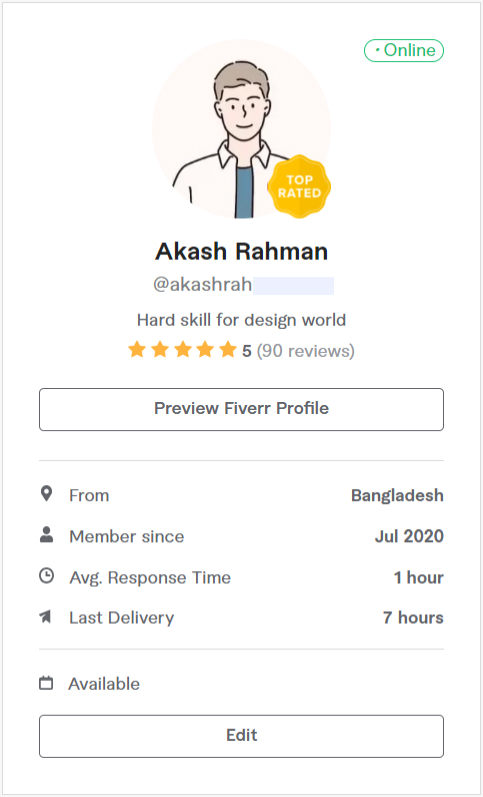 • Online
TOP
RATED
Akash Rahman
@akashrah
Hard skill for design world
5 (90 reviews)
Preview Fiverr Profile
From Bangladesh
Member since Jul 2020
Avg. Response Time 1 hour
Last Delivery 7 hours
Available
Edit